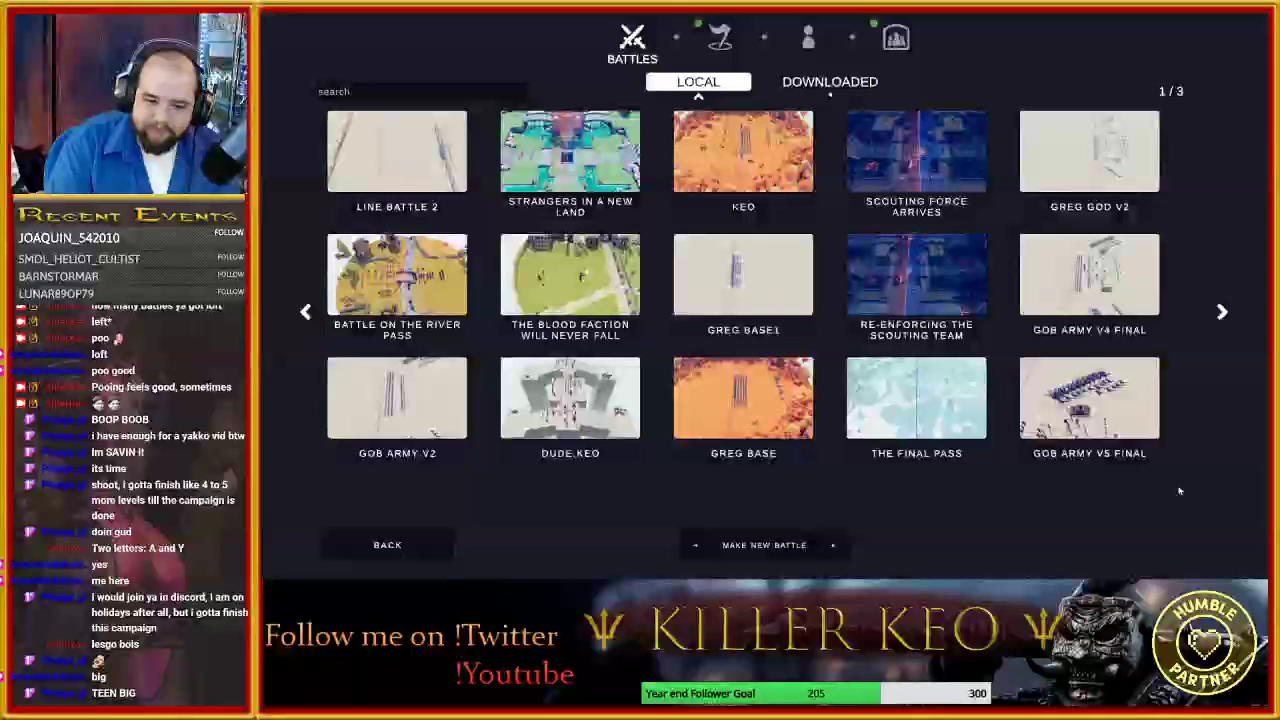 BATTLES
LOCAL
DOWNLOADED
search
1 / 3
LINE BATTLE 2
STRANGERS IN A NEW
LAND
KEO
SCOUTING FORCE
ARRIVES
GREG GOD V2
BATTLE ON THE RIVER
PASS
THE BLOOD FACTION
WILL NEVER FALL
GREG BASE1
RE-ENFORCING THE
SCOUTING TEAM
GOB ARMY V4 FINAL
GOB ARMY V2
DUDE,KEO
GREG BASE
THE FINAL PASS
GOB ARMY V5 FINAL
BACK
MAKE NEW BATTLE
RECENT EVENTS
JOAQUIN_542010 FOLLOW
SMDL_HELIOT_CULTIST FOLLOW
BARNSTORMAR FOLLOW
LUNAR89OP79 FOLLOW
how many battles ya got loft
left*
poo
loft
poo good
Pooing feels good, sometimes
BOOP BOOB
i have enough for a yakko vid btw
Im SAVIN it
its time
shoot, i gotta finish like 4 to 5
more levels till the campaign is
done
doin gud
Two letters: A and Y
yes
me here
I would join ya in discord, I am on
holidays after all, but i gotta finish
this campaign
lesgo bois
big
TEEN BIG
Follow me on !Twitter
!Youtube
KILLER KEO
Year end Follower Goal 205 300
HUMBLE
PARTNER